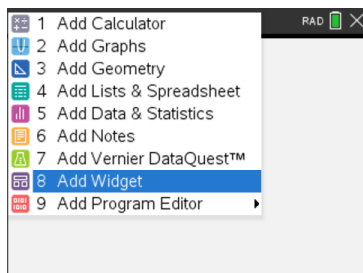 1 Add Calculator
RAD
2 Add Graphs
3 Add Geometry
4 Add Lists & Spreadsheet
5 Add Data & Statistics
6 Add Notes
7 Add Vernier DataQuest™
8 Add Widget
9 Add Program Editor